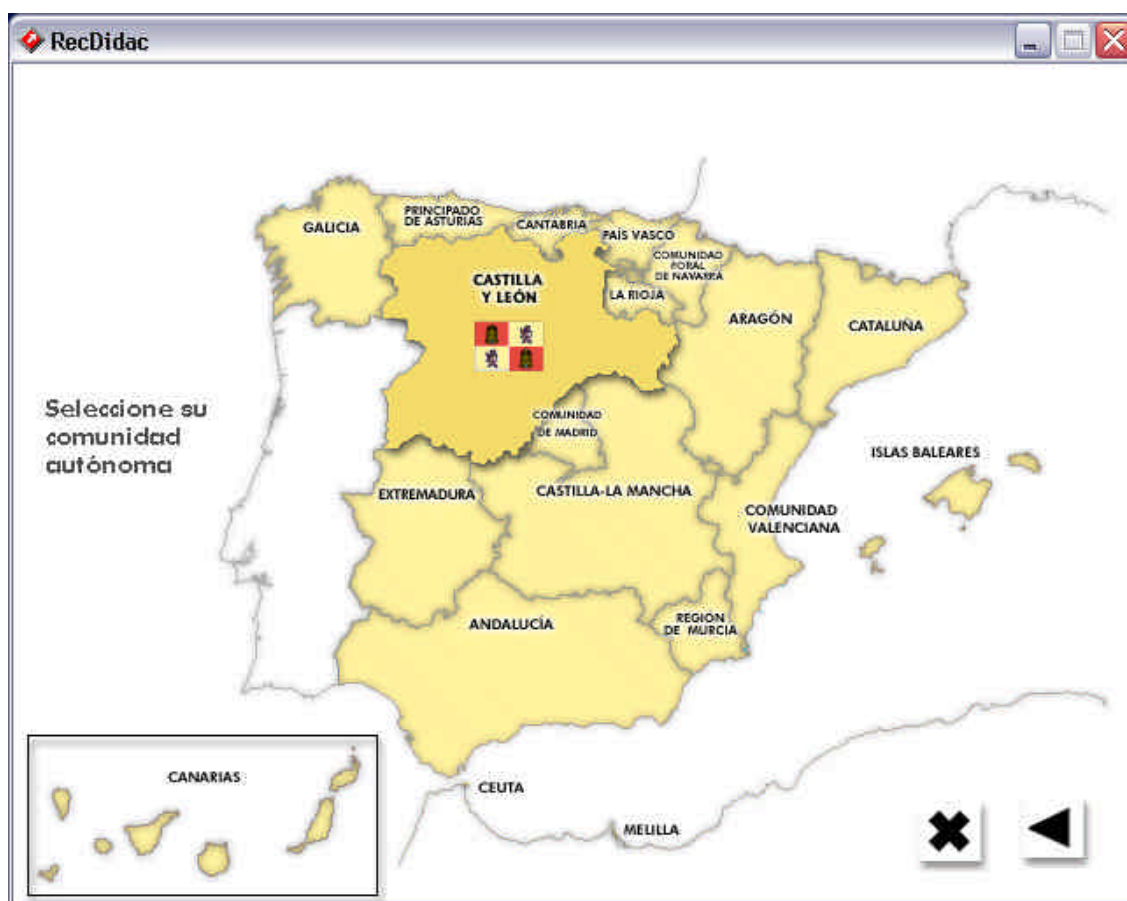 RecDidac
GALICIA
PRINCIPADO
DE ASTURIAS
CANTABRIA
PAÍS VASCO
COMUNIDAD
FORAL
DE NAVARRA
CASTILLA
Y LEÓN
LA RIOJA
ARAGÓN
CATALUÑA
Seleccione su
comunidad
autónoma
COMUNIDAD
DE MADRID
ISLAS BALEARES
EXTREMADURA
CASTILLA-LA MANCHA
COMUNIDAD
VALENCIANA
ANDALUCÍA
REGION
DE MURCIA
CANARIAS
CEUTA
MELILLA